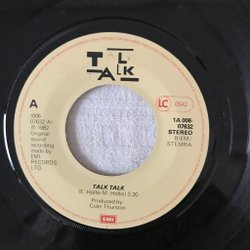 TALK
TALK
A
(006-
07632-A)
℗ 1982
Original
sound
recording
made by
EMI
RECORDS
LTD
LC 0542
1A 006-
07632
STEREO
BIEM/
STEMRA
TALK TALK
(E. Hollis-M. Hollis) 3.20
Produced by
Colin Thurston
EMI